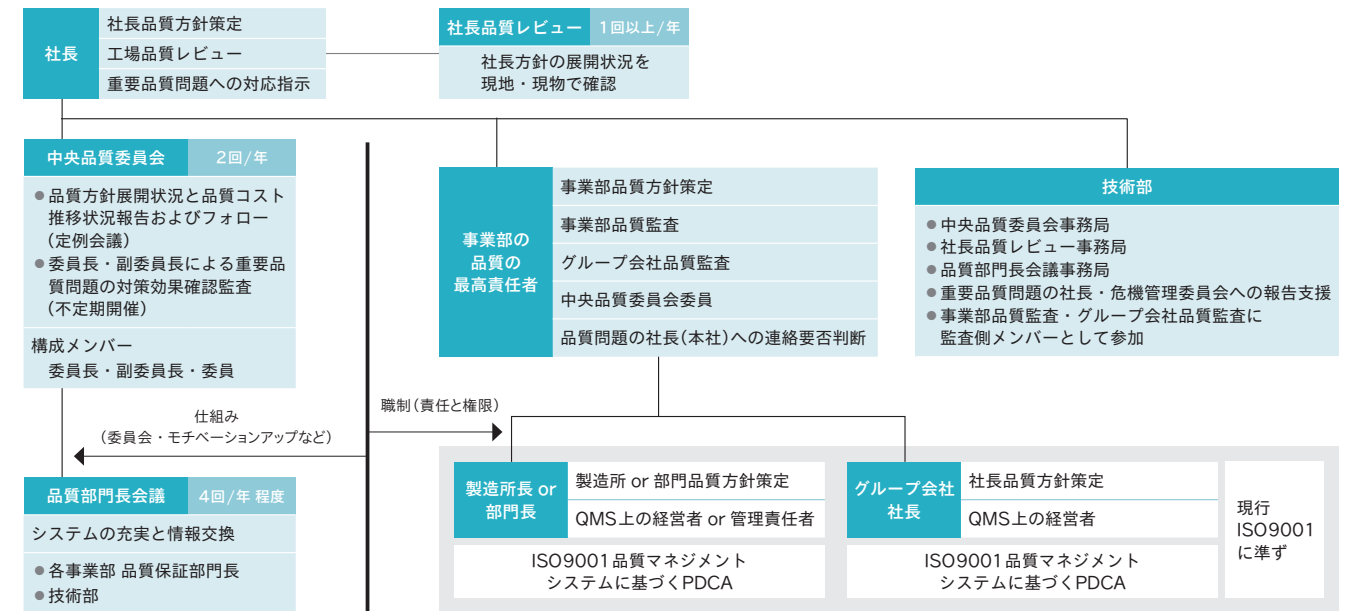 社長
社長品質方針策定
工場品質レビュー
重要品質問題への対応指示
社長品質レビュー 1回以上/年
社長方針の展開状況を
現地・現物で確認
中央品質委員会 2回/年
●品質方針展開状況と品質コスト
推移状況報告およびフォロー
(定例会議)
●委員長・副委員長による重要品
質問題の対策効果確認監査
(不定期開催)
構成メンバー
委員長・副委員長・委員
事業部の
品質の
最高責任者
事業部品質方針策定
事業部品質監査
グループ会社品質監査
中央品質委員会委員
品質問題の社長(本社)への連絡要否判断
技術部
●中央品質委員会事務局
●社長品質レビュー事務局
●品質部門長会議事務局
●重要品質問題の社長・危機管理委員会への報告支援
●事業部品質監査・グループ会社品質監査に
監査側メンバーとして参加
仕組み
(委員会・モチベーションアップなど)
職制(責任と権限)
品質部門長会議 4回/年 程度
システムの充実と情報交換
●各事業部 品質保証部門長
●技術部
製造所長 or
部門長
製造所 or 部門品質方針策定
QMS上の経営者 or 管理責任者
ISO9001品質マネジメント
システムに基づくPDCA
グループ会社
社長
社長品質方針策定
QMS上の経営者
ISO9001品質マネジメント
システムに基づくPDCA
現行
ISO9001
に準ず